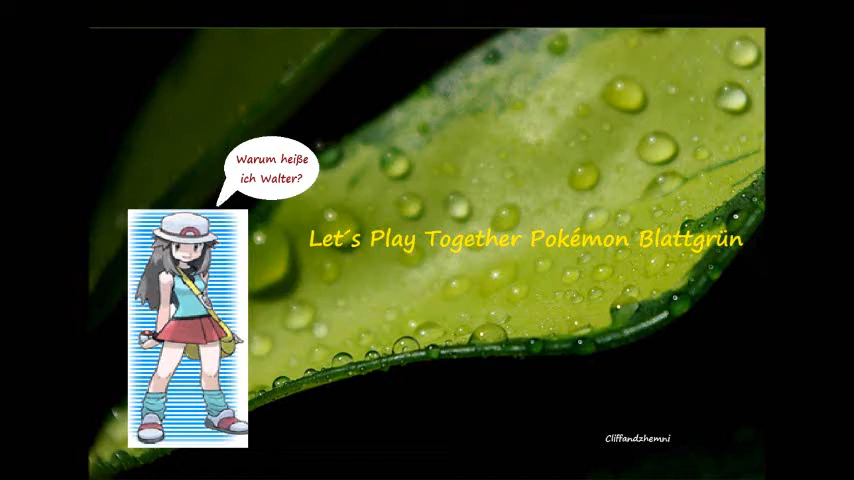 Warum heiße
ich Walter?
Let´s Play Together Pokémon Blattgrün
Cliffandzhemni